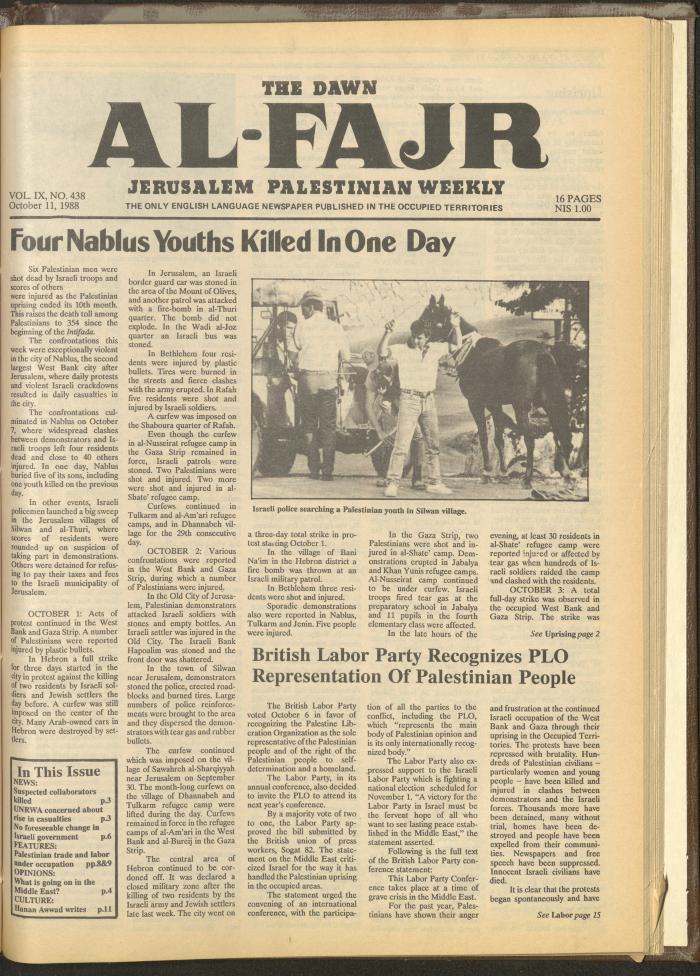 THE DAWN
AL-FAJR
JERUSALEM PALESTINIAN WEEKLY
VOL. IX, NO. 438
October 11, 1988
THE ONLY ENGLISH LANGUAGE NEWSPAPER PUBLISHED IN THE OCCUPIED TERRITORIES
16 PAGES
NIS 1.00
Four Nablus Youths Killed In One Day
Six Palestinian men were
shot dead by Israeli troops and
scores of others
were injured as the Palestinian
uprising ended its 10th month.
This raises the death toll among
Palestinians to 354 since the
beginning of the Intifada.
The confrontations this
week were exceptionally violent
in the city of Nablus, the second
largest West Bank city after
Jerusalem, where daily protests
and violent Israeli crackdowns
resulted in daily casualties in
the city.
The confrontations cul-
minated in Nablus on October
7, where widespread clashes
between demonstrators and Is-
raeli troops left four residents
dead and close to 40 others
injured. In one day, Nablus
buried five of its sons, including
one youth killed on the previous
day.
In other events, Israeli
policemen launched a big sweep
in the Jerusalem villages of
Silwan and al-Thuri, where
scores of residents were
rounded up on suspicion of
taking part in demonstrations.
Others were detained for refus-
ing to pay their taxes and fees
to the Israeli municipality of
Jerusalem.
OCTOBER 1: Acts of
protest continued in the West
Bank and Gaza Strip. A number
of Palestinians were reported
injured by plastic bullets.
In Hebron a full strike
for three days started in the
city in protest against the killing
of two residents by Israeli sol-
diers and Jewish settlers the
day before. A curfew was still
imposed on the center of the
city. Many Arab-owned cars in
Hebron were destroyed by set-
tlers.
In This Issue
NEWS:
Suspected collaborators
killed p.3
UNRWA concerned about
rise in casualties p.3
No foreseeable change in
Israeli government p.6
FEATURES:
Palestinian trade and labor
under occupation pp.8&9
OPINIONS:
What is going on in the
Middle East? p.4
CULTURE:
Hanan Awwad writes p.11
In Jerusalem, an Israeli
border guard car was stoned in
the area of the Mount of Olives,
and another patrol was attacked
with a fire-bomb in al-Thuri
quarter. The bomb did not
explode. In the Wadi al-Joz
quarter an Israeli bus was
stoned.
In Bethlehem four resi-
dents were injured by plastic
bullets. Tires were burned in
the streets and fierce clashes
with the army erupted. In Rafah
five residents were shot and
injured by Israeli soldiers.
A curfew was imposed on
the Shaboura quarter of Rafah.
Even though the curfew
in al-Nusseirat refugee camp in
the Gaza Strip remained in
force, Israeli patrols were
stoned. Two Palestinians were
shot and injured. Two more
were shot and injured in al-
Shate' refugee camp.
Curfews continued in
Tulkarm and al-Am'ari refugee
camps, and in Dhannabeh vil-
lage for the 29th consecutive
day.
OCTOBER 2: Various
confrontations were reported
in the West Bank and Gaza
Strip, during which a number
of Palestinians were injured.
In the Old City of Jerusa-
lem, Palestinian demonstrators
attacked Israeli soldiers with
stones and empty bottles. An
Israeli settler was injured in the
Old City. The Israeli Bank
Hapoalim was stoned and the
front door was shattered.
In the town of Silwan
near Jerusalem, demonstrators
stoned the police, erected road-
blocks and burned tires. Large
numbers of police reinforce-
ments were brought to the area
and they dispersed the demon-
strators with tear gas and rubber
bullets.
The curfew continued
which was imposed on the vil-
lage of Sawahreh al-Sharqiyyah
near Jerusalem on September
30. The month-long curfews on
the village of Dhannabeh and
Tulkarm refugee camp were
lifted during the day. Curfews
remained in force in the refugee
camps of al-Am'ari in the West
Bank and al-Bureij in the Gaza
Strip.
The central area of
Hebron continued to be cor-
doned off. It was declared a
closed military zone after the
killing of two residents by the
Israeli army and Jewish settlers
late last week. The city went on
Israeli police searching a Palestinian youth in Silwan village.
a three-day total strike in pro-
test starting October 1.
In the village of Bani
Na'im in the Hebron district a
fire bomb was thrown at an
Israeli military patrol.
In Bethlehem three resi-
dents were shot and injured.
Sporadic demonstrations
also were reported in Nablus,
Tulkarm and Jenin. Five people
were injured.
In the Gaza Strip, two
Palestinians were shot and in-
jured in al-Shate' camp. Dem-
onstrations erupted in Jabalya
and Khan Yunis refugee camps.
Al-Nusseirat camp continued
to be under curfew. Israeli
troops fired tear gas at the
preparatory school in Jabalya
and 11 pupils in the fourth
elementary class were affected.
In the late hours of the
evening, at least 30 residents in
al-Shate' refugee camp were
reported injured or affected by
tear gas when hundreds of Is-
raeli soldiers raided the camp
and clashed with the residents.
OCTOBER 3: A total
full-day strike was observed in
the occupied West Bank and
Gaza Strip. The strike was
See Uprising page 2
British Labor Party Recognizes PLO
Representation Of Palestinian People
The British Labor Party
voted October 6 in favor of
recognizing the Palestine Lib-
eration Organization as the sole
representative of the Palestinian
people and of the right of the
Palestinian people to self-
determination and a homeland.
The Labor Party, in its
annual conference, also decided
to invite the PLO to attend its
next year's conference.
By a majority vote of two
to one, the Labor Party ap-
proved the bill submitted by
the British union of press
workers, Sogat 82. The state-
ment on the Middle East criti-
cized Israel for the way it has
handled the Palestinian uprising
in the occupied areas.
The statement urged the
convening of an international
conference, with the participa-
tion of all the parties to the
conflict, including the PLO,
which "represents the main
body of Palestinian opinion and
is its only internationally recog-
nized body."
The Labor Party also ex-
pressed support to the Israeli
Labor Party which is fighting a
national election scheduled for
November 1. "A victory for the
Labor Party in Israel must be
the fervent hope of all who
want to see lasting peace estab-
lished in the Middle East," the
statement asserted.
Following is the full text
of the British Labor Party con-
ference statement:
This Labor Party Confer-
ence takes place at a time of
grave crisis in the Middle East.
For the past year, Pales-
tinians have shown their anger
and frustration at the continued
Israeli occupation of the West
Bank and Gaza through their
uprising in the Occupied Terri-
tories. The protests have been
repressed with brutality. Hun-
dreds of Palestinian civilians –
particularly women and young
people – have been killed and
injured in clashes between
demonstrators and the Israeli
forces. Thousands more have
been detained, many without
trial, homes have been de-
stroyed and people have been
expelled from their communi-
ties. Newspapers and free
speech have been suppressed.
Innocent Israeli civilians have
died.
It is clear that the protests
began spontaneously and have
See Labor page 15